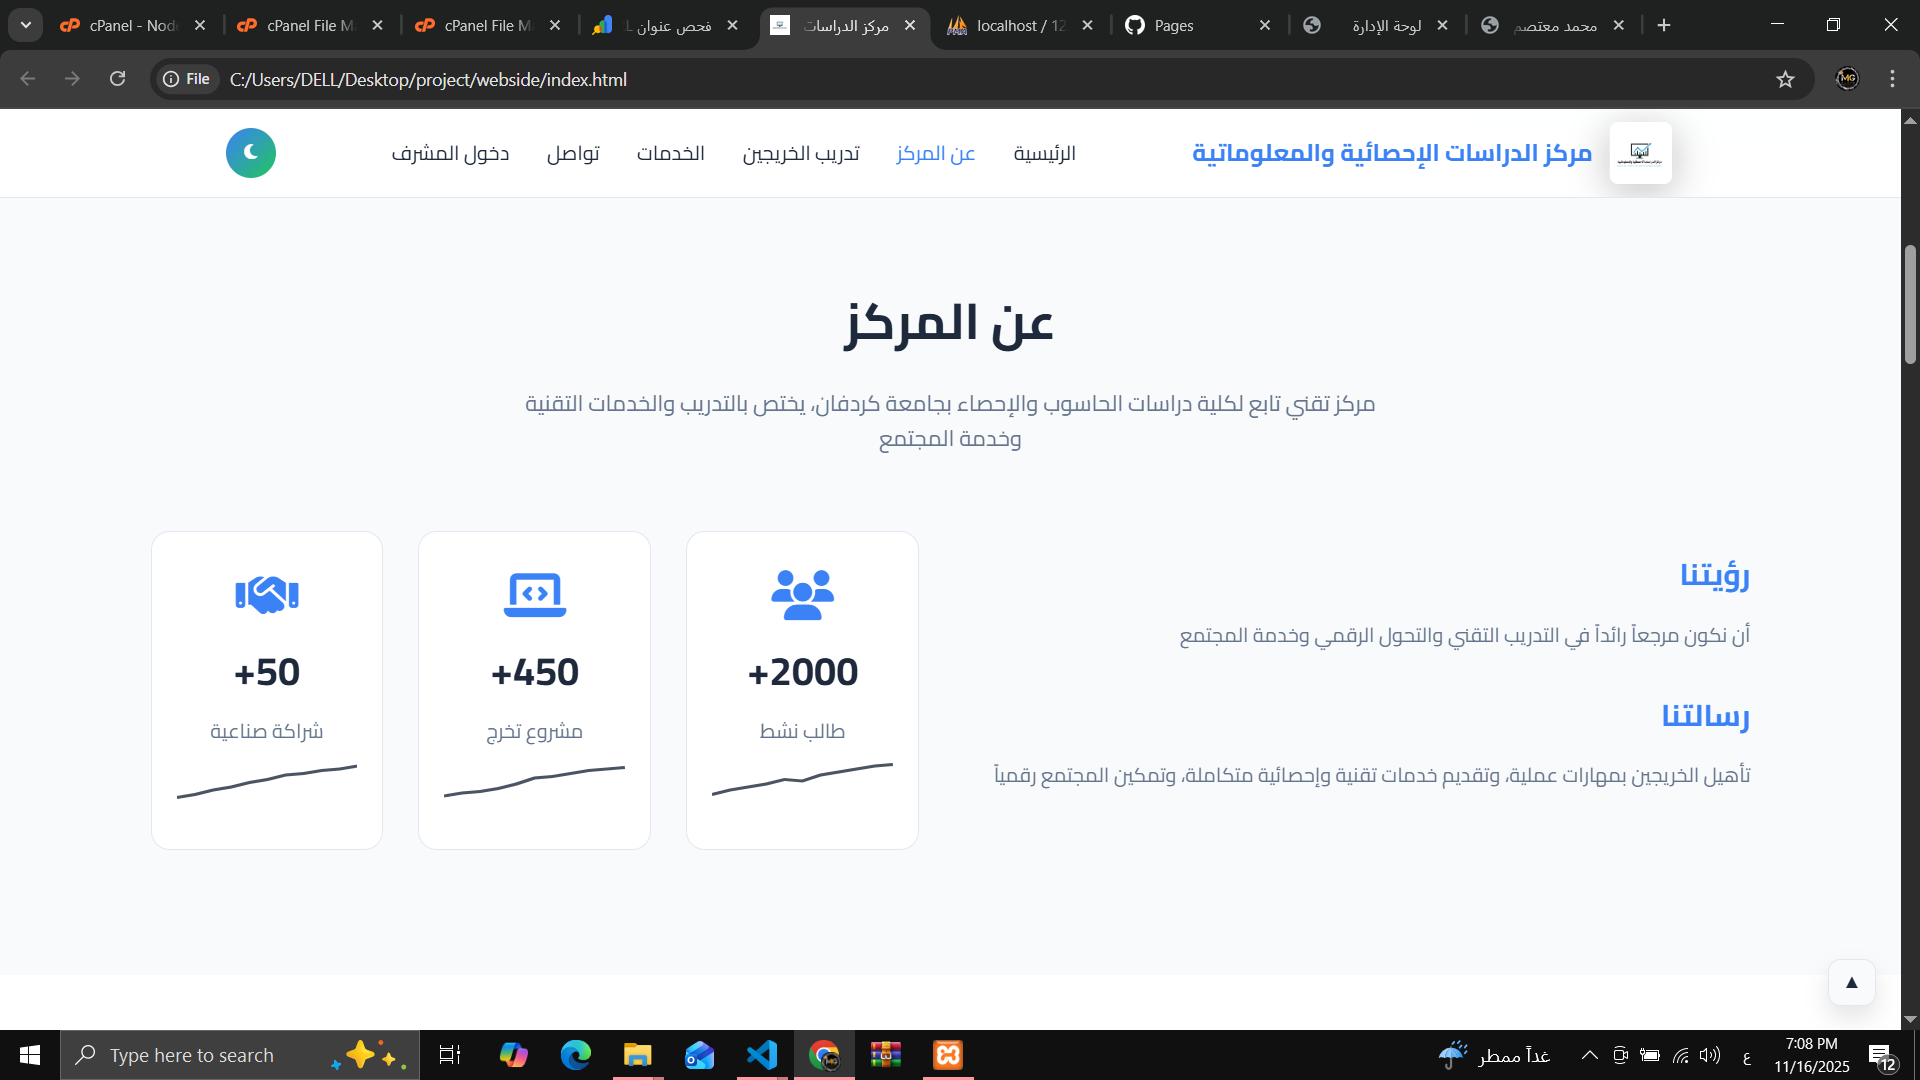 cPanel - Nod
cPanel File M
cPanel File M
فحص عنوان
مركز الدراسات
localhost / 12
Pages
لوحة الإدارة
محمد معتصم
File
C:/Users/DELL/Desktop/project/webside/index.html
مركز الدراسات الإحصائية والمعلوماتية
الرئيسية
عن المركز
تدريب الخريجين
الخدمات
تواصل
دخول المشرف
عن المركز
مركز تقني تابع لكلية دراسات الحاسوب والإحصاء بجامعة كردفان، يختص بالتدريب والخدمات التقنية
وخدمة المجتمع
رؤيتنا
أن نكون مرجعاً رائداً في التدريب التقني والتحول الرقمي وخدمة المجتمع
رسالتنا
تأهيل الخريجين بمهارات عملية، وتقديم خدمات تقنية وإحصائية متكاملة، وتمكين المجتمع رقمياً
+2000
طالب نشط
+450
مشروع تخرج
+50
شراكة صناعية
▲
Type here to search
غداً ممطر
ع
7:08 PM
11/16/2025
12